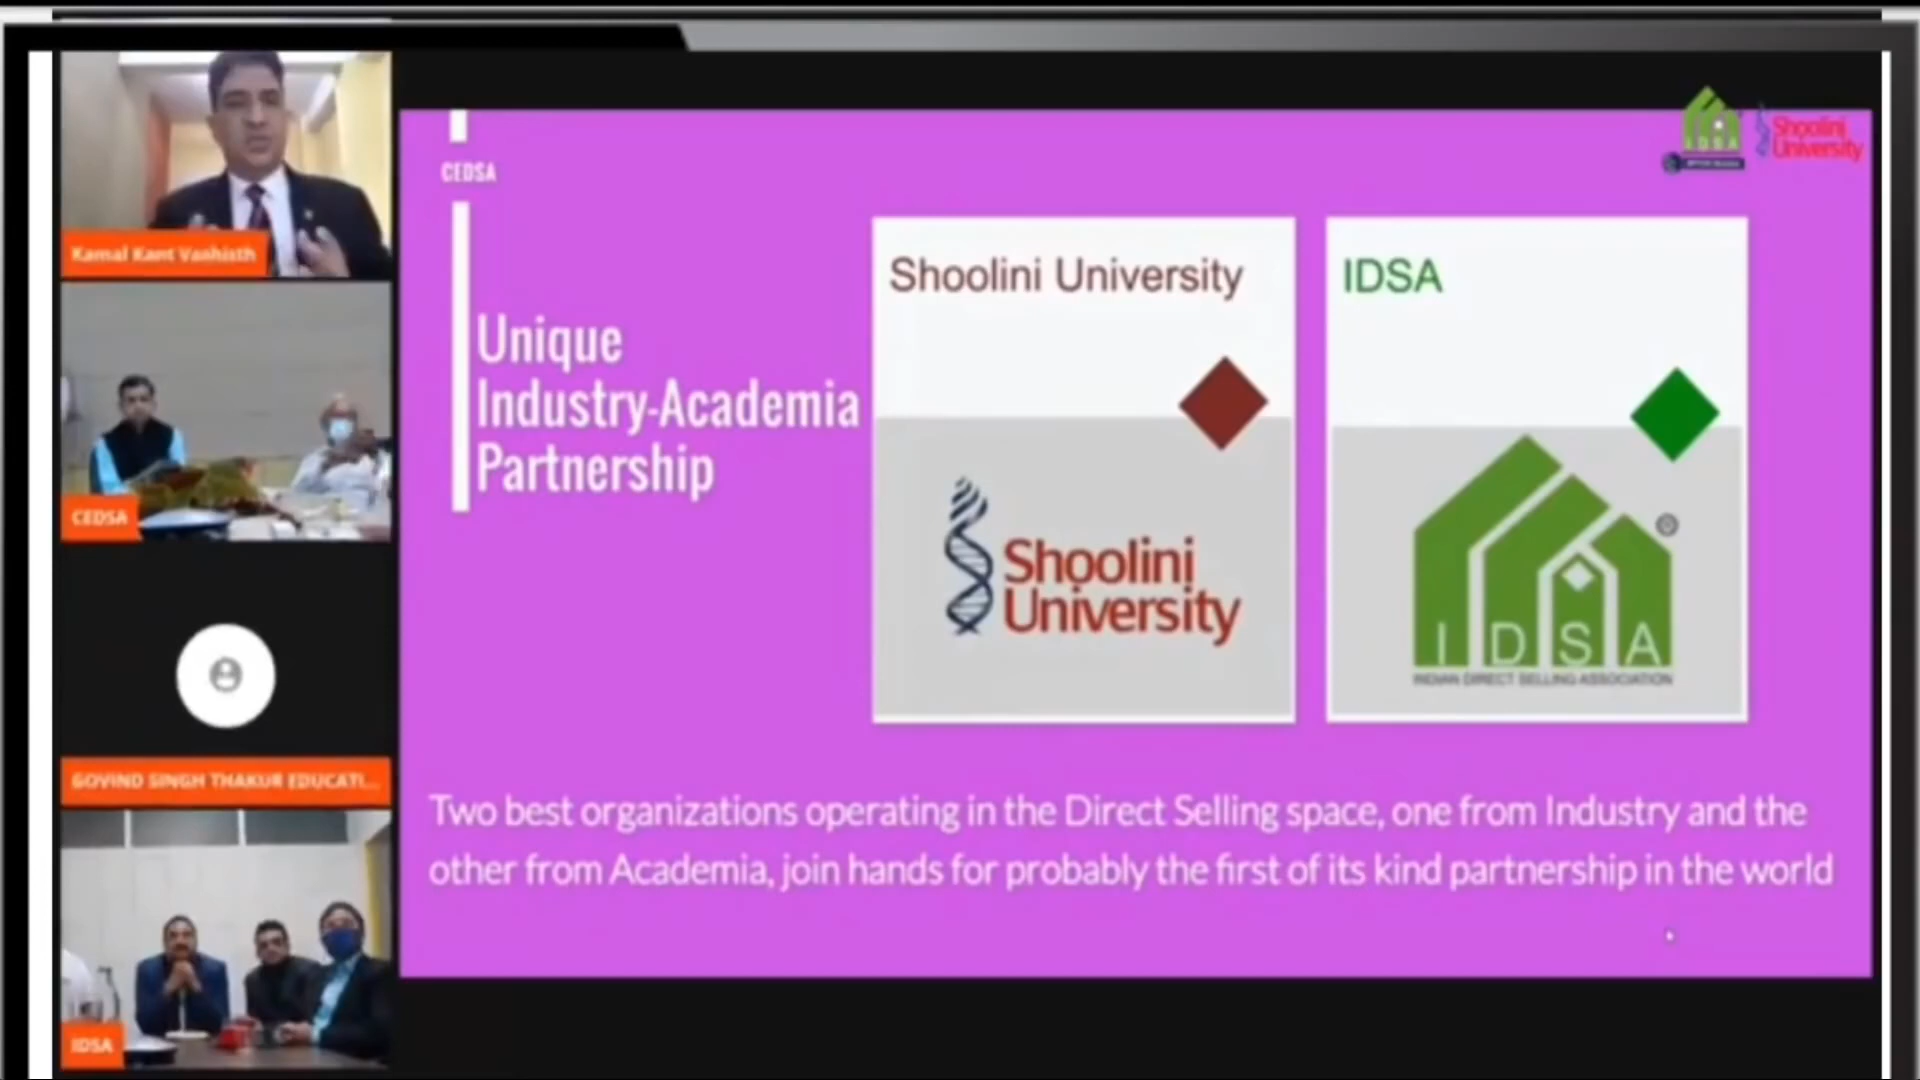 Kamal Kant Vashisth
CEDSA
GOVIND SINGH THAKUR EDUCATI...
IDSA
CEDSA
Unique
Industry-Academia
Partnership
Shoolini University
Shoolini
University
IDSA
®
IDSA
INDIAN DIRECT SELLING ASSOCIATION
IDSA
Shoolini
University
Two best organizations operating in the Direct Selling space, one from Industry and the
other from Academia, join hands for probably the first of its kind partnership in the world